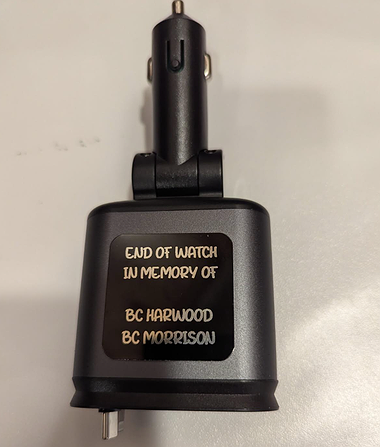 END OF WATCH
IN MEMORY OF
BC HARWOOD
BC MORRISON